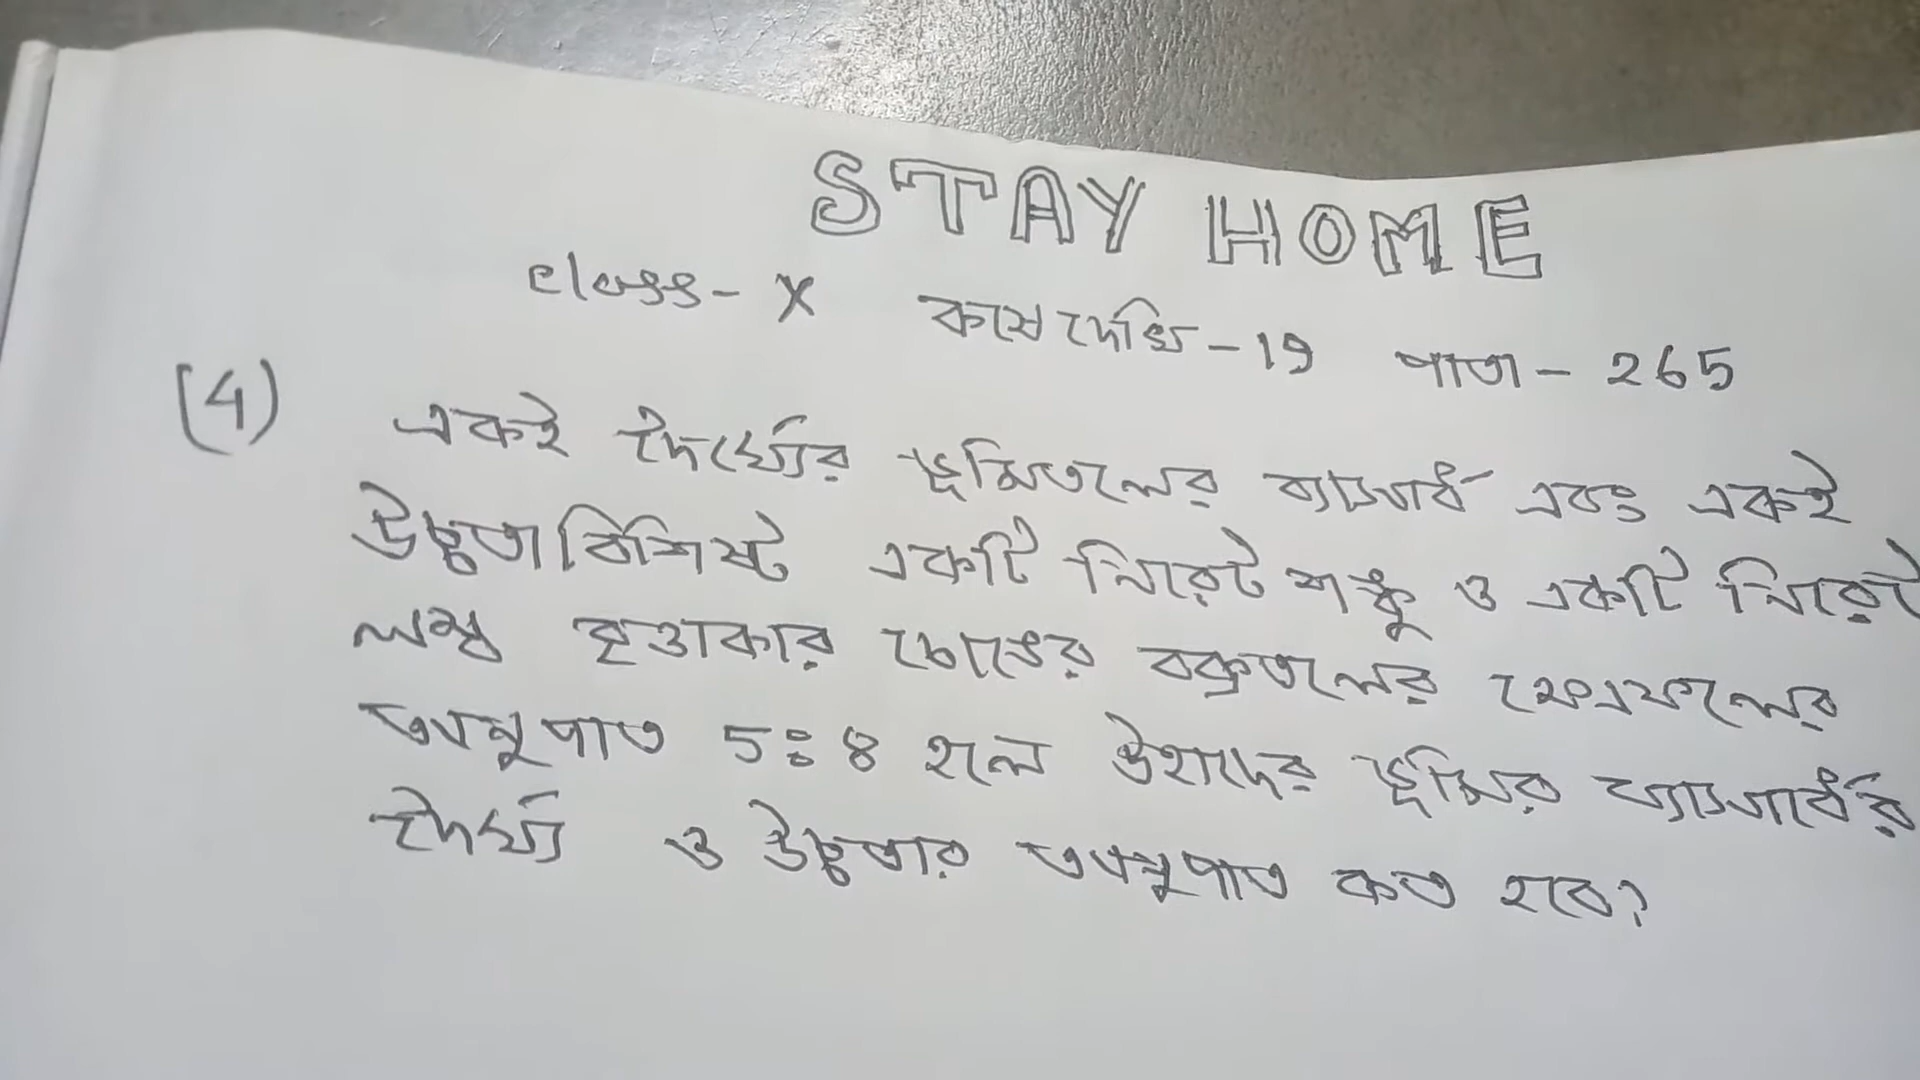 STAY HOME
class - X কষে দেখি - 19 পাতা - 265
(4) একই দৈর্ঘ্যের ভূমিতলের ব্যাসার্ধ এবং একই
উচ্চতা বিশিষ্ট একটি নিরেট শঙ্কু ও একটি নিরেট
লম্ব বৃত্তাকার চোঙের বক্রতলের ক্ষেত্রফলের
অনুপাত 5:8 হলে উহাদের ভূমির ব্যাসার্ধের
দৈর্ঘ্য ও উচ্চতার অনুপাত কত হবে?